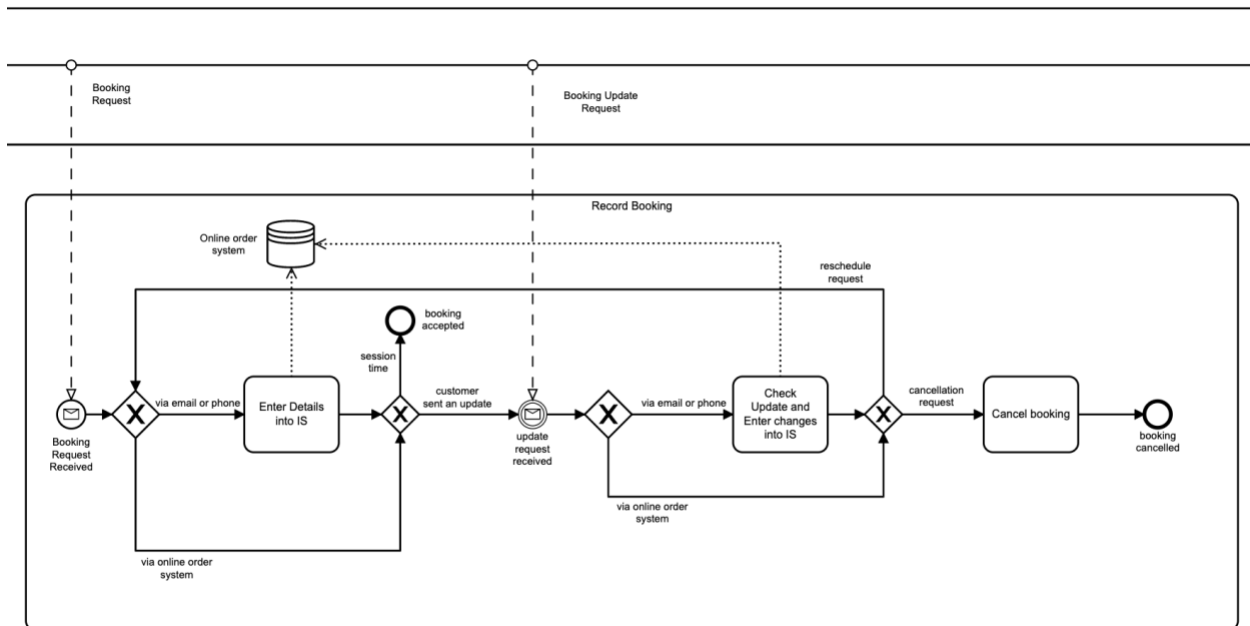 Booking
Request
Booking Update
Request
Record Booking
Online order
system
reschedule
request
booking
accepted
session
time
via email or phone
Enter Details
into IS
customer
sent an update
via email or phone
Check
Update and
Enter changes
into IS
cancellation
request
Cancel booking
Booking
Request
Received
update
request
received
booking
cancelled
via online order
system
via online order
system